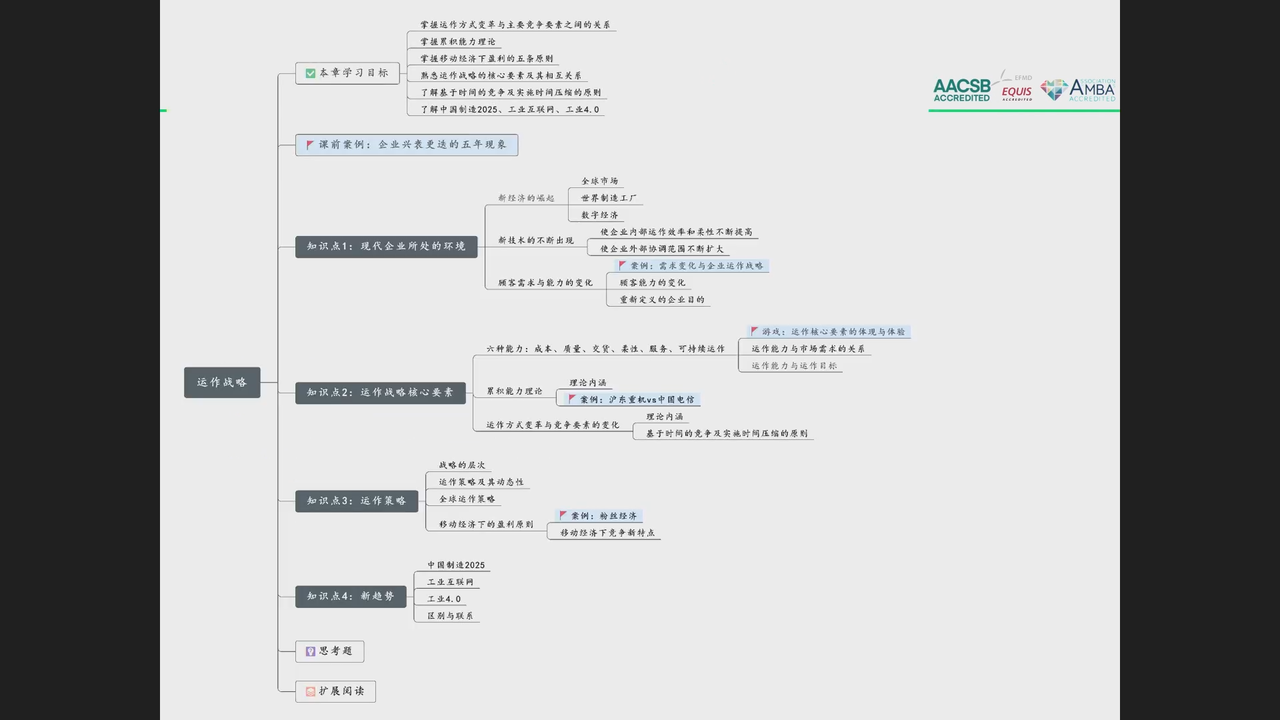 掌握运作方式变革与主要竞争要素之间的关系
掌握累积能力理论
掌握移动经济下盈利的五条原则
本章学习目标
熟悉运作战略的核心要素及其相互关系
了解基于时间的竞争及实施时间压缩的原则
了解中国制造2025、工业互联网、工业4.0
AACSB
ACCREDITED
EFMD
EQUIS
ACCREDITED
ASSOCIATION
AMBA
ACCREDITED
课前案例：企业兴衰更迭的五年现象
知识点1：现代企业所处的环境
新经济的崛起
全球市场
世界制造工厂
数字经济
新技术的不断出现
使企业内部运作效率和柔性不断提高
使企业外部协调范围不断扩大
顾客需求与能力的变化
案例：需求变化与企业运作战略
顾客能力的变化
重新定义的企业目的
运作战略
知识点2：运作战略核心要素
六种能力：成本、质量、交货、柔性、服务、可持续运作
游戏：运作核心要素的体现与体验
运作能力与市场需求的关系
运作能力与运作目标
累积能力理论
理论内涵
案例：沪东重机vs中国电信
运作方式变革与竞争要素的变化
理论内涵
基于时间的竞争及实施时间压缩的原则
知识点3：运作策略
战略的层次
运作策略及其动态性
全球运作策略
移动经济下的盈利原则
案例：粉丝经济
移动经济下竞争新特点
知识点4：新趋势
中国制造2025
工业互联网
工业4.0
区别与联系
思考题
扩展阅读